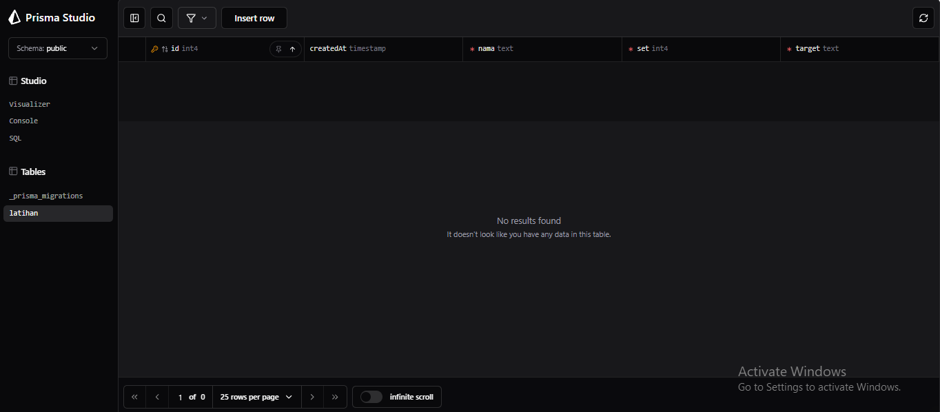 Prisma Studio
Insert row
Schema: public
id int4
createdAt timestamp
* nama text
* set int4
* target text
Studio
Visualizer
Console
SQL
Tables
_prisma_migrations
latihan
No results found
It doesn't look like you have any data in this table.
Activate Windows
Go to Settings to activate Windows.
1 of 0
25 rows per page
infinite scroll